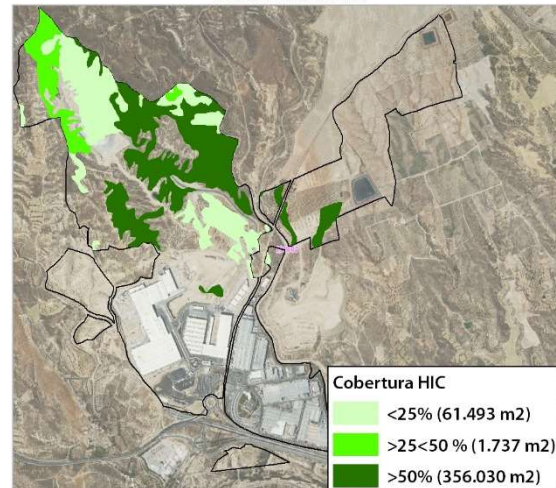 Cobertura HIC
<25% (61.493 m2)
>25<50 % (1.737 m2)
>50% (356.030 m2)